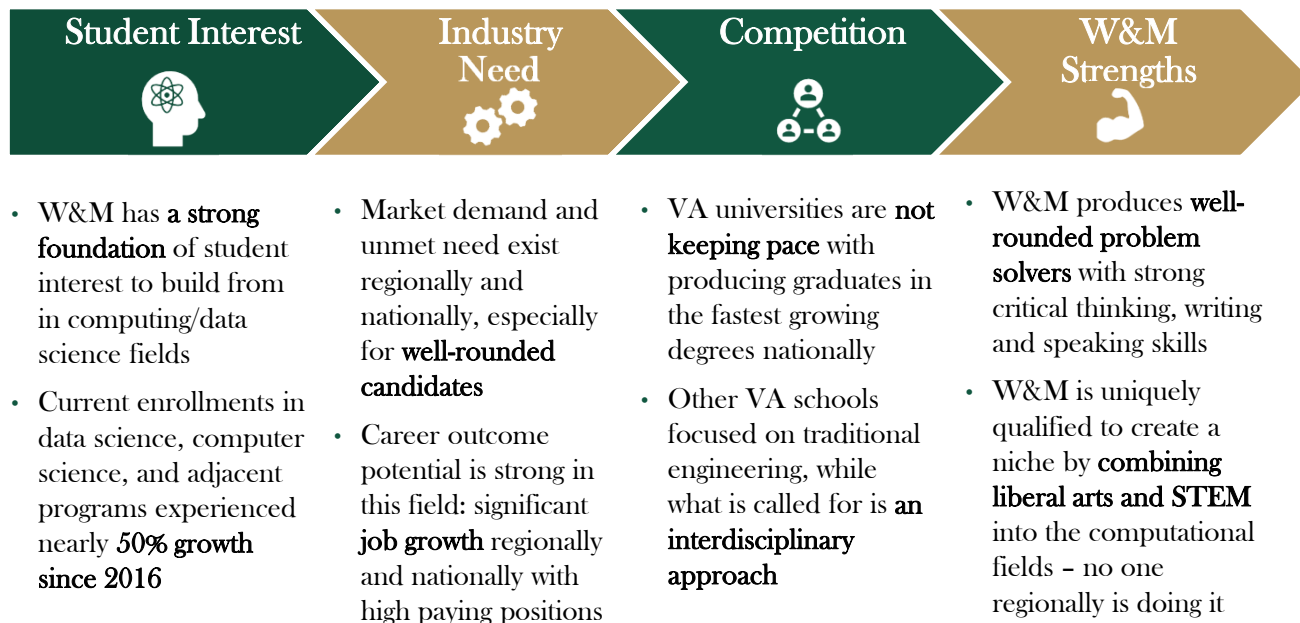 Student Interest
Industry
Need
Competition
W&M
Strengths
• W&M has a strong
foundation of student
interest to build from
in computing/data
science fields
• Current enrollments in
data science, computer
science, and adjacent
programs experienced
nearly 50% growth
since 2016
• Market demand and
unmet need exist
regionally and
nationally, especially
for well-rounded
candidates
• Career outcome
potential is strong in
this field: significant
job growth regionally
and nationally with
high paying positions
• VA universities are not
keeping pace with
producing graduates in
the fastest growing
degrees nationally
• Other VA schools
focused on traditional
engineering, while
what is called for is an
interdisciplinary
approach
• W&M produces well-
rounded problem
solvers with strong
critical thinking, writing
and speaking skills
• W&M is uniquely
qualified to create a
niche by combining
liberal arts and STEM
into the computational
fields – no one
regionally is doing it